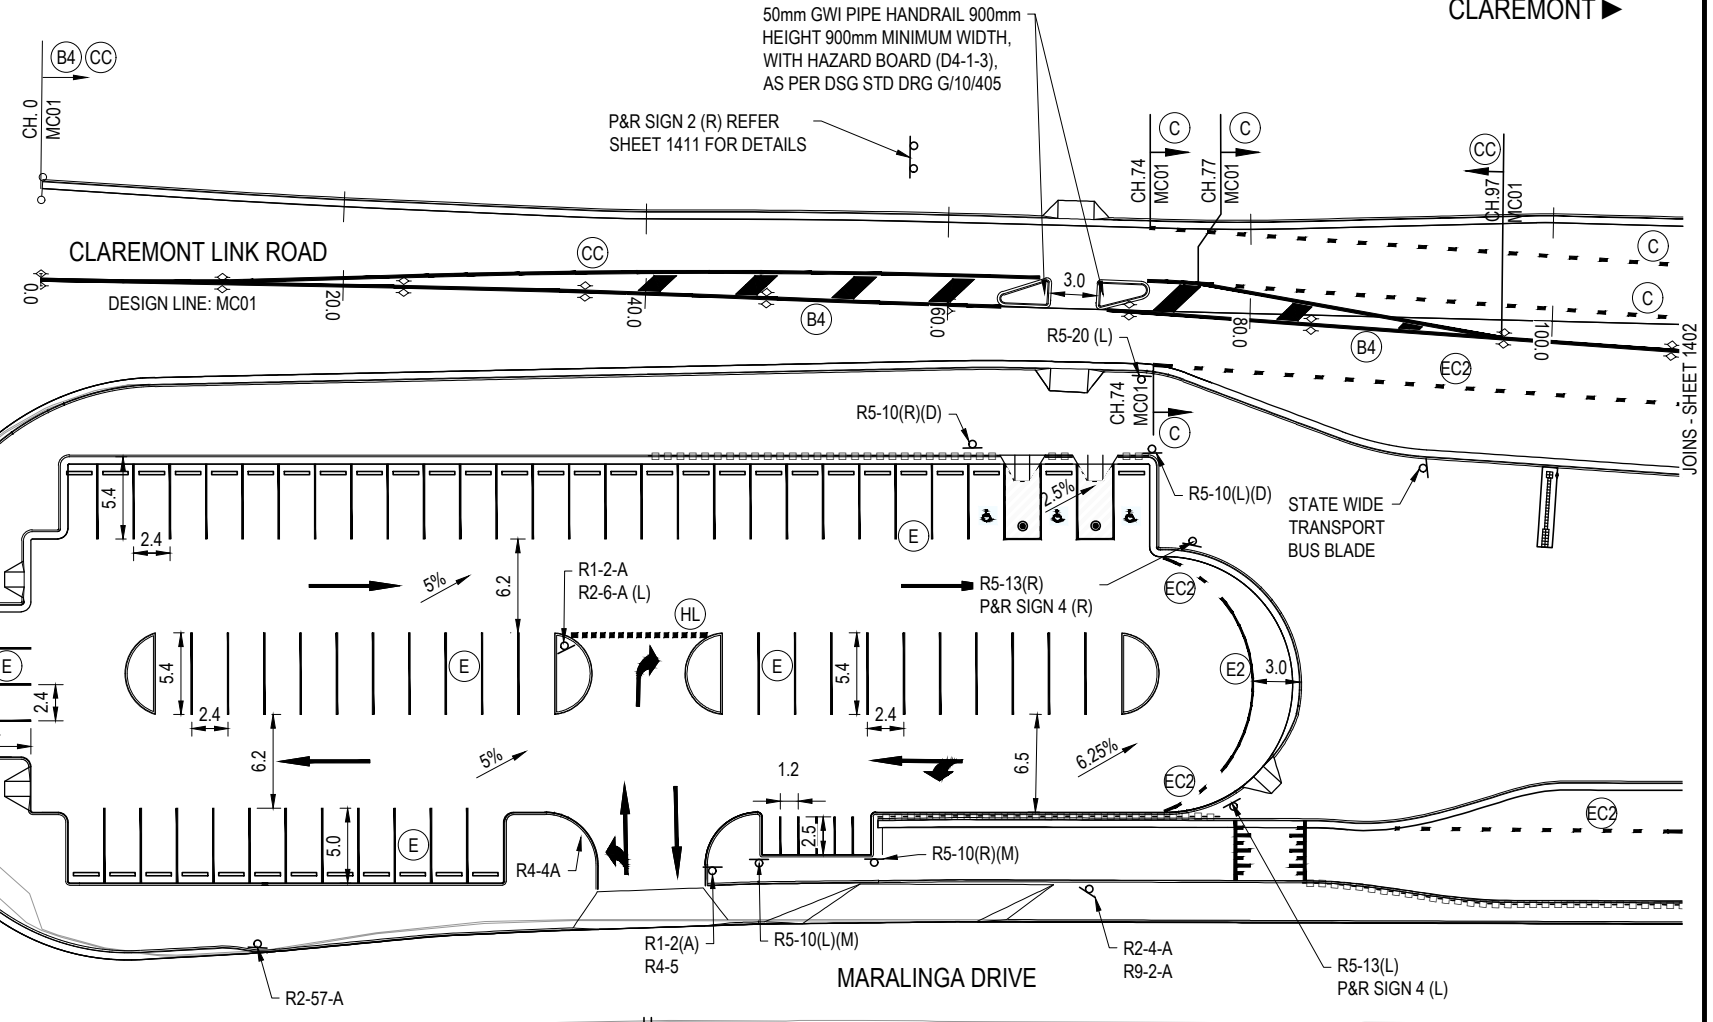 CLAREMONT
50mm GWI PIPE HANDRAIL 900mm
HEIGHT 900mm MINIMUM WIDTH,
WITH HAZARD BOARD (D4-1-3),
AS PER DSG STD DRG G/10/405
B4
CC
CH.0
MC01
P&R SIGN 2 (R) REFER
SHEET 1411 FOR DETAILS
C
C
CC
CH.74
MC01
CH.77
MC01
CH.97
MC01
CLAREMONT LINK ROAD
DESIGN LINE: MC01
CC
3.0
C
C
0.0
20.0
40.0
60.0
80.0
100.0
B4
B4
R5-20 (L)
EC2
JOINS - SHEET 1402
CH.74
MC01
C
R5-10(R)(D)
R5-10(L)(D)
STATE WIDE
TRANSPORT
BUS BLADE
5.4
2.4
E
2.5%
5%
6.2
R1-2-A
R2-6-A (L)
HL
R5-13(R)
P&R SIGN 4 (R)
EC2
E
2.4
5.4
2.4
E
E
5.4
2.4
E2
3.0
6.2
5%
6.5
6.25%
EC2
1.2
2.5
5.0
E
R4-4A
R5-10(R)(M)
EC2
R1-2(A)
R4-5
R5-10(L)(M)
R2-4-A
R9-2-A
R5-13(L)
P&R SIGN 4 (L)
MARALINGA DRIVE
R2-57-A